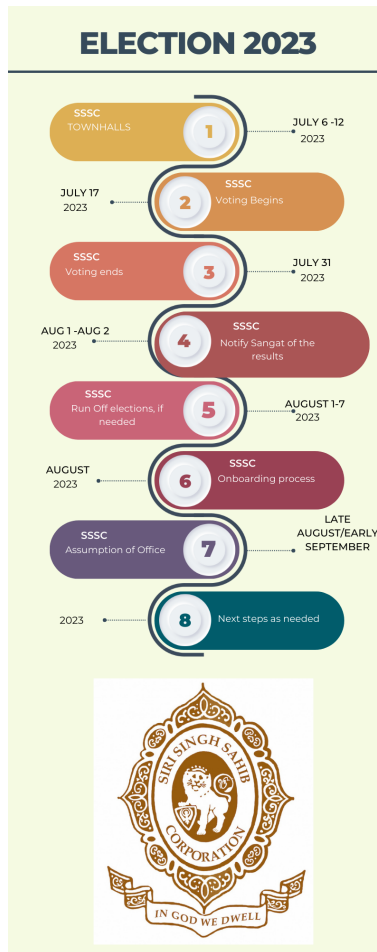 ELECTION 2023
SSSC
TOWNHALLS
1
JULY 6 -12
2023
JULY 17
2023
2
SSSC
Voting Begins
SSSC
Voting ends
3
JULY 31
2023
AUG 1 -AUG 2
2023
4
SSSC
Notify Sangat of the
results
SSSC
Run Off elections, if
needed
5
AUGUST 1-7
2023
AUGUST
2023
6
SSSC
Onboarding process
SSSC
Assumption of Office
7
LATE
AUGUST/EARLY
SEPTEMBER
2023
8
Next steps as needed
SIRI SINGH SAHIB
CORPORATION
IN GOD WE DWELL